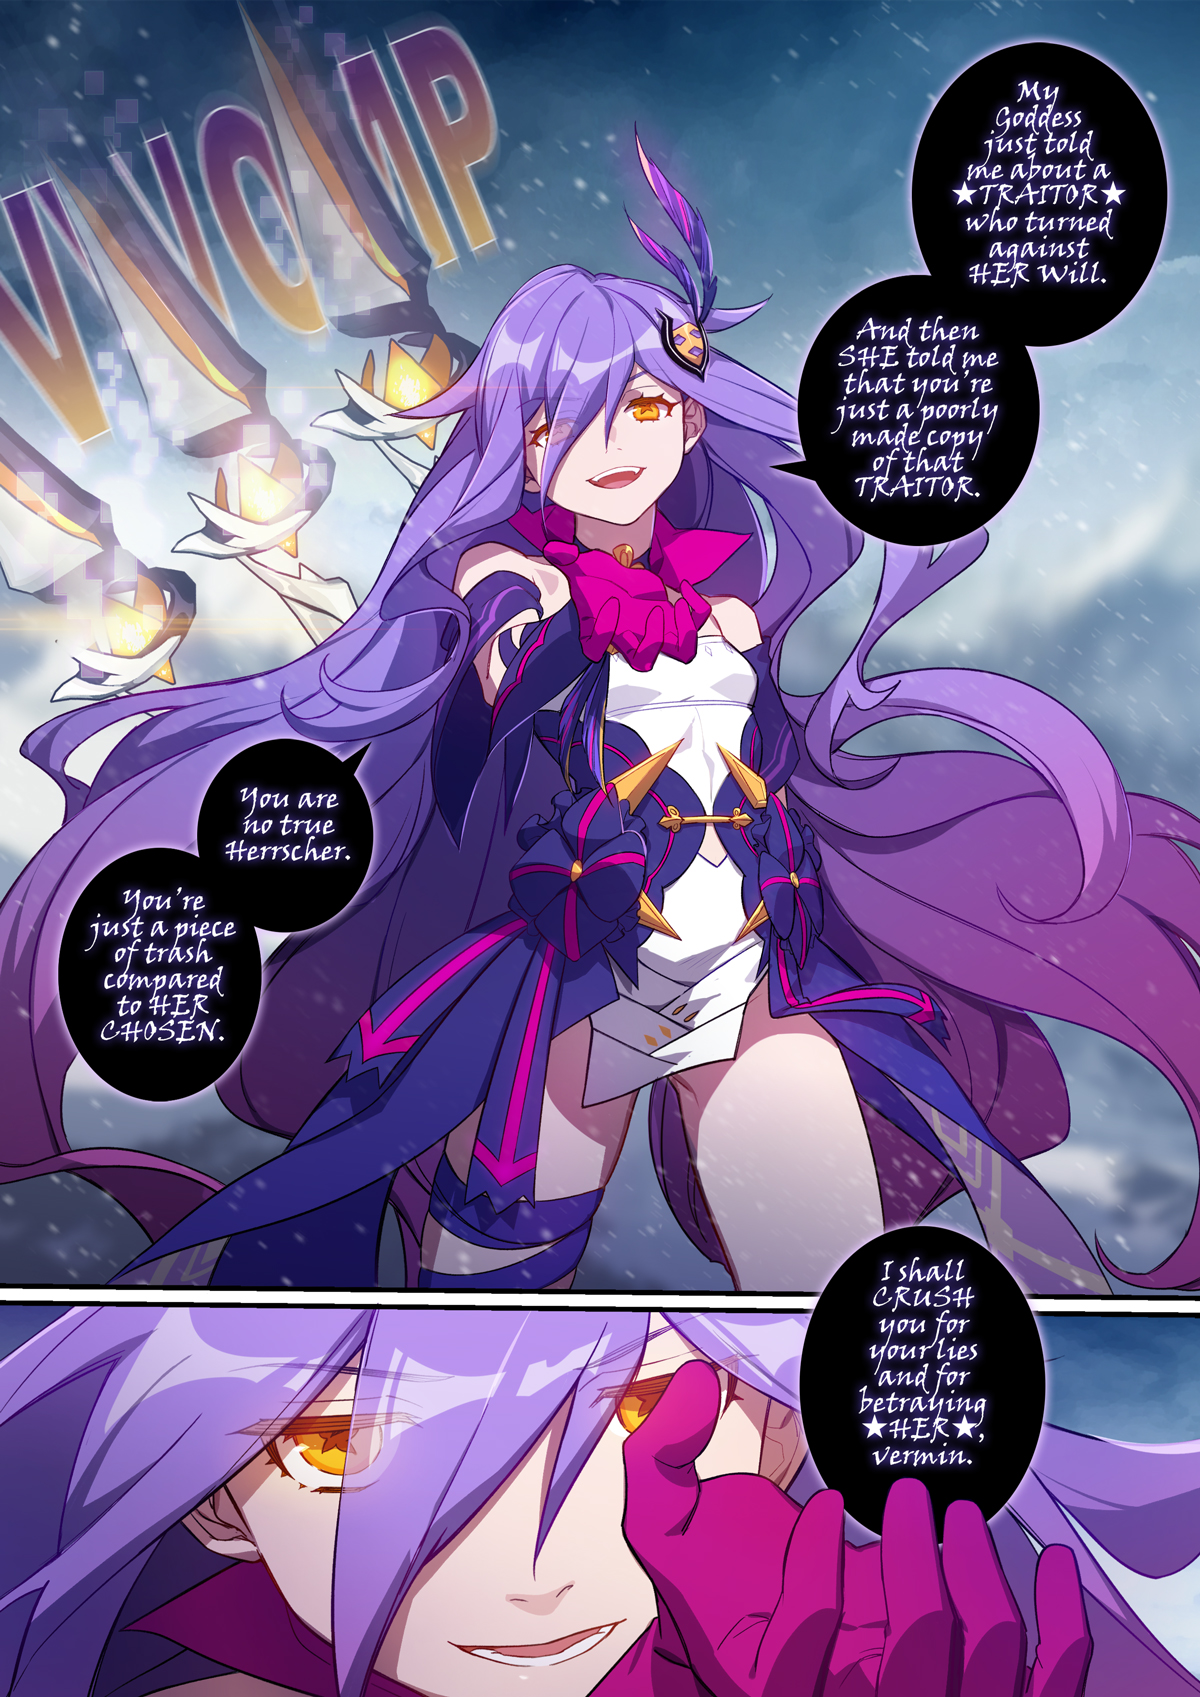 VVOMP
My
Goddess
just told
me about a
★TRAITOR★
who turned
against
HER Will.
And then
SHE told me
that you're
just a poorly
made copy
of that
TRAITOR.
You are
no true
Herrscher.
You're
just a piece
of trash
compared
to HER
CHOSEN.
I shall
CRUSH
you for
your lies
and for
betraying
★HER★,
vermin.